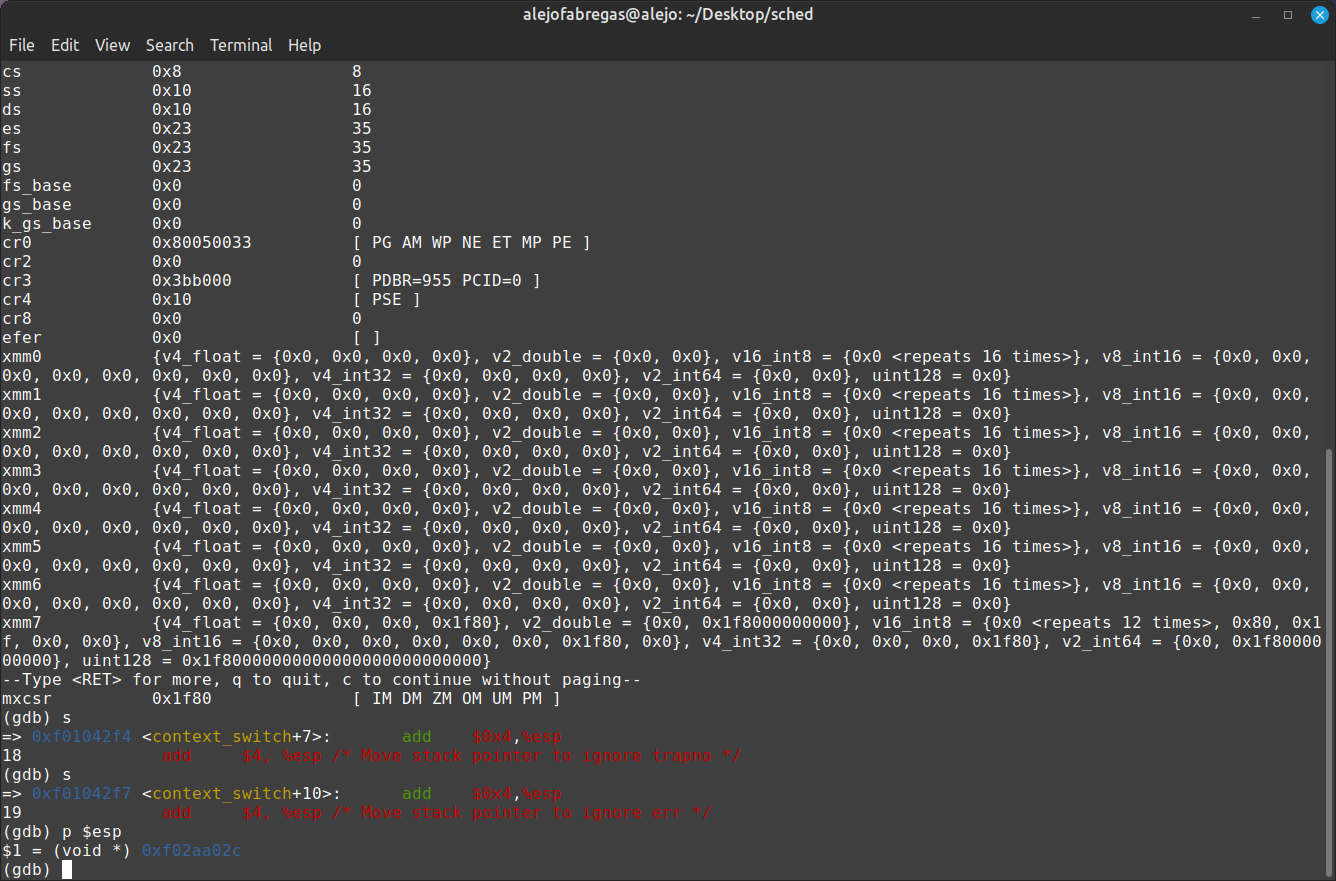 alejofabregas@alejo: ~/Desktop/sched
File Edit View Search Terminal Help
cs             0x8                 8
ss             0x10                16
ds             0x10                16
es             0x23                35
fs             0x23                35
gs             0x23                35
fs_base        0x0                 0
gs_base        0x0                 0
k_gs_base      0x0                 0
cr0            0x80050033          [ PG AM WP NE ET MP PE ]
cr2            0x0                 0
cr3            0x3bb000            [ PDBR=955 PCID=0 ]
cr4            0x10                [ PSE ]
cr8            0x0                 0
efer           0x0                 [ ]
xmm0           {v4_float = {0x0, 0x0, 0x0, 0x0}, v2_double = {0x0, 0x0}, v16_int8 = {0x0 <repeats 16 times>}, v8_int16 = {0x0, 0x0,
0x0, 0x0, 0x0, 0x0, 0x0, 0x0}, v4_int32 = {0x0, 0x0, 0x0, 0x0}, v2_int64 = {0x0, 0x0}, uint128 = 0x0}
xmm1           {v4_float = {0x0, 0x0, 0x0, 0x0}, v2_double = {0x0, 0x0}, v16_int8 = {0x0 <repeats 16 times>}, v8_int16 = {0x0, 0x0,
0x0, 0x0, 0x0, 0x0, 0x0, 0x0}, v4_int32 = {0x0, 0x0, 0x0, 0x0}, v2_int64 = {0x0, 0x0}, uint128 = 0x0}
xmm2           {v4_float = {0x0, 0x0, 0x0, 0x0}, v2_double = {0x0, 0x0}, v16_int8 = {0x0 <repeats 16 times>}, v8_int16 = {0x0, 0x0,
0x0, 0x0, 0x0, 0x0, 0x0, 0x0}, v4_int32 = {0x0, 0x0, 0x0, 0x0}, v2_int64 = {0x0, 0x0}, uint128 = 0x0}
xmm3           {v4_float = {0x0, 0x0, 0x0, 0x0}, v2_double = {0x0, 0x0}, v16_int8 = {0x0 <repeats 16 times>}, v8_int16 = {0x0, 0x0,
0x0, 0x0, 0x0, 0x0, 0x0, 0x0}, v4_int32 = {0x0, 0x0, 0x0, 0x0}, v2_int64 = {0x0, 0x0}, uint128 = 0x0}
xmm4           {v4_float = {0x0, 0x0, 0x0, 0x0}, v2_double = {0x0, 0x0}, v16_int8 = {0x0 <repeats 16 times>}, v8_int16 = {0x0, 0x0,
0x0, 0x0, 0x0, 0x0, 0x0, 0x0}, v4_int32 = {0x0, 0x0, 0x0, 0x0}, v2_int64 = {0x0, 0x0}, uint128 = 0x0}
xmm5           {v4_float = {0x0, 0x0, 0x0, 0x0}, v2_double = {0x0, 0x0}, v16_int8 = {0x0 <repeats 16 times>}, v8_int16 = {0x0, 0x0,
0x0, 0x0, 0x0, 0x0, 0x0, 0x0}, v4_int32 = {0x0, 0x0, 0x0, 0x0}, v2_int64 = {0x0, 0x0}, uint128 = 0x0}
xmm6           {v4_float = {0x0, 0x0, 0x0, 0x0}, v2_double = {0x0, 0x0}, v16_int8 = {0x0 <repeats 16 times>}, v8_int16 = {0x0, 0x0,
0x0, 0x0, 0x0, 0x0, 0x0, 0x0}, v4_int32 = {0x0, 0x0, 0x0, 0x0}, v2_int64 = {0x0, 0x0}, uint128 = 0x0}
xmm7           {v4_float = {0x0, 0x0, 0x0, 0x1f80}, v2_double = {0x0, 0x1f8000000000}, v16_int8 = {0x0 <repeats 12 times>, 0x80, 0x1
f, 0x0, 0x0}, v8_int16 = {0x0, 0x0, 0x0, 0x0, 0x0, 0x0, 0x1f80, 0x0}, v4_int32 = {0x0, 0x0, 0x0, 0x1f80}, v2_int64 = {0x0, 0x1f80000
00000}, uint128 = 0x1f80000000000000000000000000}
--Type <RET> for more, q to quit, c to continue without paging--
mxcsr          0x1f80              [ IM DM ZM OM UM PM ]
(gdb) s
=> 0xf01042f4 <context_switch+7>:       add    $0x4,%esp
18              add     $4, %esp /* Move stack pointer to ignore trapno */
(gdb) s
=> 0xf01042f7 <context_switch+10>:      add    $0x4,%esp
19              add     $4, %esp /* Move stack pointer to ignore err */
(gdb) p $esp
$1 = (void *) 0xf02aa02c
(gdb)